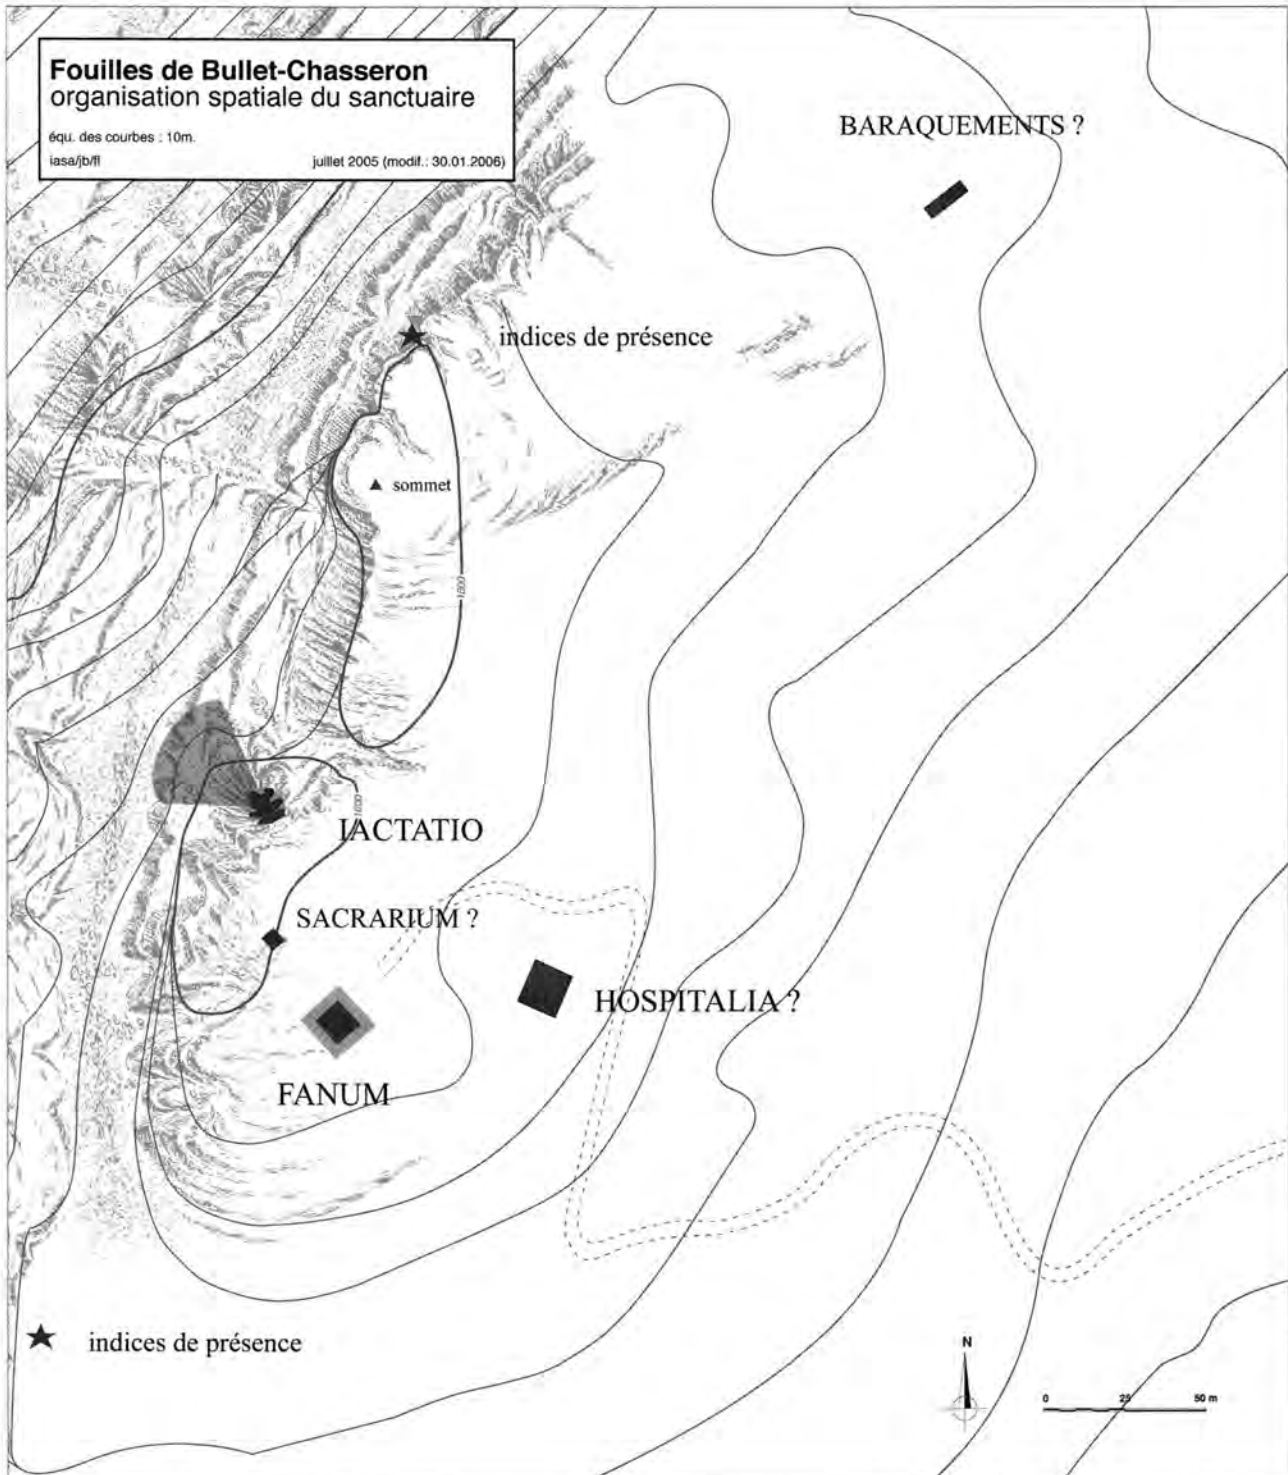 Fouilles de Bullet-Chasseron
organisation spatiale du sanctuaire
équ. des courbes : 10m.
iasa/jb/fl juillet 2005 (modif.: 30.01.2006)
BARAQUEMENTS ?
indices de présence
sommet
1600
1600
IACTATIO
SACRARIUM ?
HOSPITALIA ?
FANUM
indices de présence
N
0 25 50 m